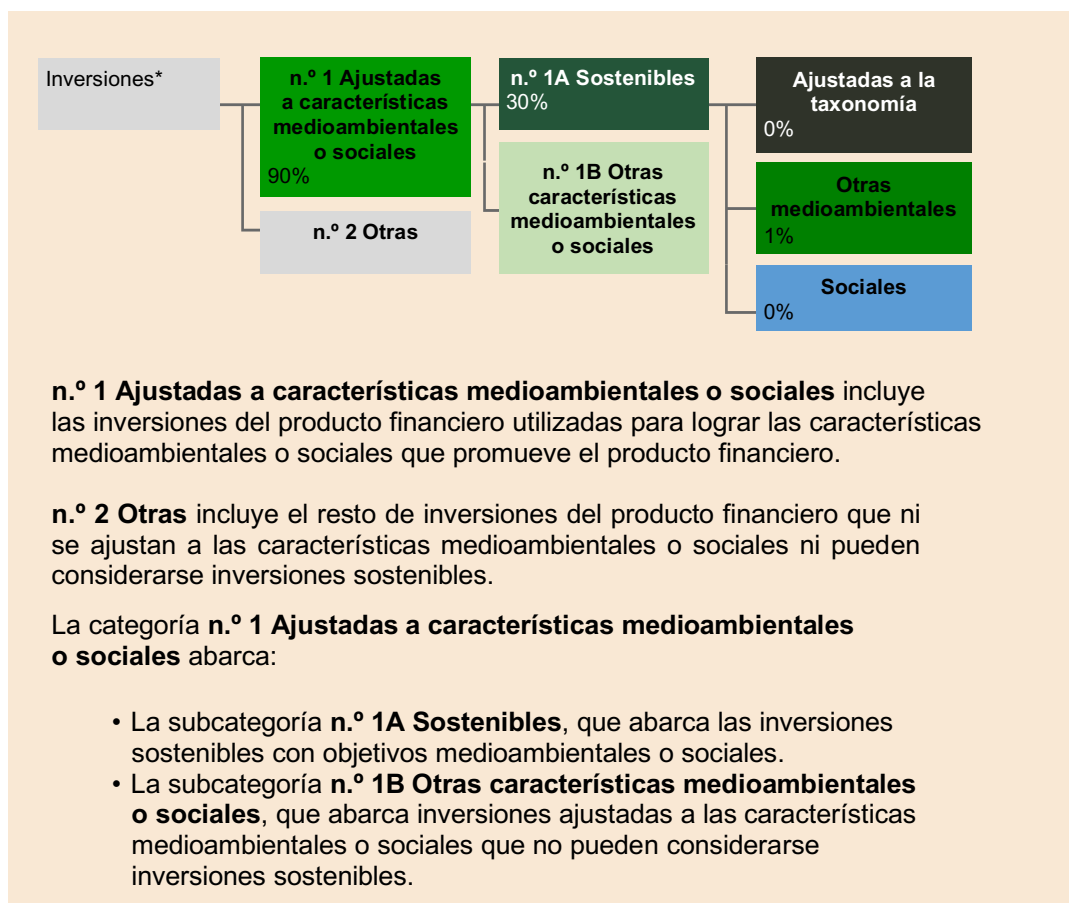 Inversiones*
n.º 1 Ajustadas
a características
medioambientales
o sociales
90%
n.º 2 Otras
n.º 1A Sostenibles
30%
n.º 1B Otras
características
medioambientales
o sociales
Ajustadas a la
taxonomía
0%
Otras
medioambientales
1%
Sociales
0%
n.º 1 Ajustadas a características medioambientales o sociales incluye
las inversiones del producto financiero utilizadas para lograr las características
medioambientales o sociales que promueve el producto financiero.
n.º 2 Otras incluye el resto de inversiones del producto financiero que ni
se ajustan a las características medioambientales o sociales ni pueden
considerarse inversiones sostenibles.
La categoría n.º 1 Ajustadas a características medioambientales
o sociales abarca:
• La subcategoría n.º 1A Sostenibles, que abarca las inversiones
sostenibles con objetivos medioambientales o sociales.
• La subcategoría n.º 1B Otras características medioambientales
o sociales, que abarca inversiones ajustadas a las características
medioambientales o sociales que no pueden considerarse
inversiones sostenibles.